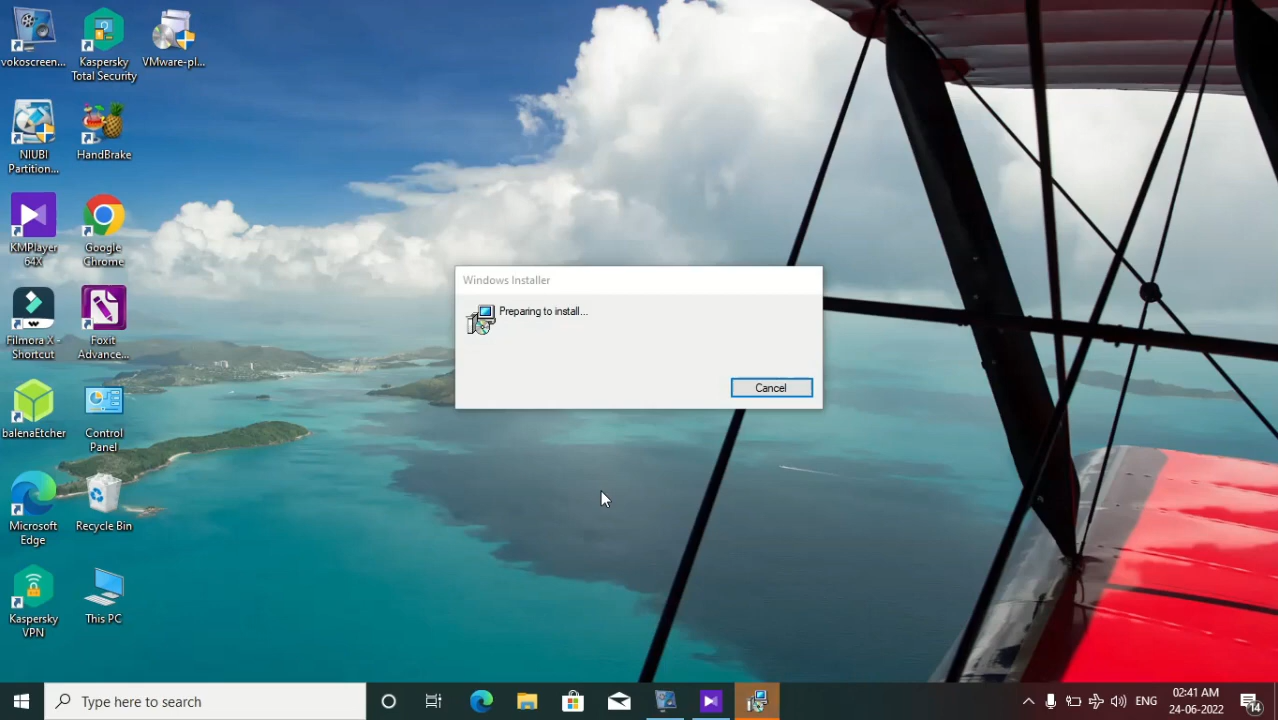 vokoscreen...
Kaspersky
Total Security
VMware-pl...
NIUBI
Partition...
HandBrake
KMPlayer
64X
Google
Chrome
Filmora X -
Shortcut
Foxit
Advance...
balenaEtcher
Control
Panel
Microsoft
Edge
Recycle Bin
Kaspersky
VPN
This PC
Windows Installer
Preparing to install...
Cancel
Type here to search
ENG
02:41 AM
24-06-2022
14